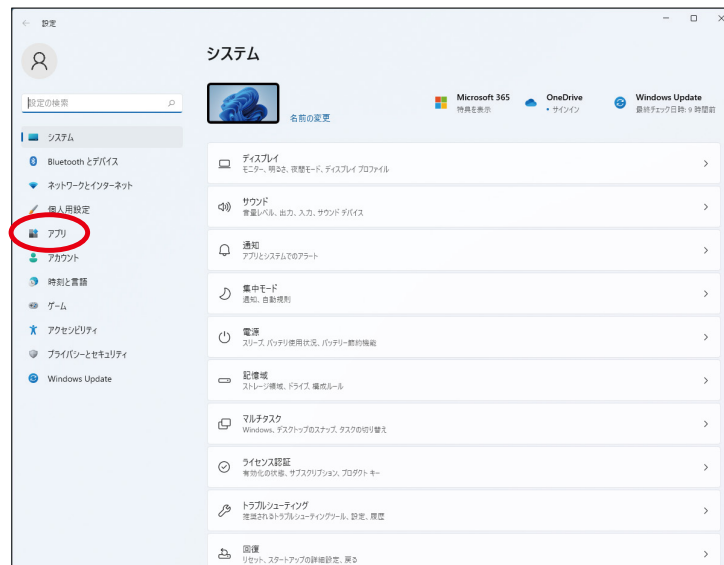 設定
システム
設定の検索
名前の変更
Microsoft 365
特典を表示
OneDrive
• サインイン
Windows Update
最終チェック日時: 9 時間前
システム
Bluetooth とデバイス
ネットワークとインターネット
個人用設定
アプリ
アカウント
時刻と言語
ゲーム
アクセシビリティ
プライバシーとセキュリティ
Windows Update
ディスプレイ
モニター、明るさ、夜間モード、ディスプレイ プロファイル
サウンド
音量レベル、出力、入力、サウンド デバイス
通知
アプリとシステムでのアラート
集中モード
通知、自動規則
電源
スリープ、バッテリ使用状況、バッテリー節約機能
記憶域
ストレージ領域、ドライブ、構成ルール
マルチタスク
Windows、デスクトップのスナップ、タスクの切り替え
ライセンス認証
有効化の状態、サブスクリプション、プロダクト キー
トラブルシューティング
推奨されるトラブルシューティングツール、設定、履歴
回復
リセット、スタートアップの詳細設定、戻る